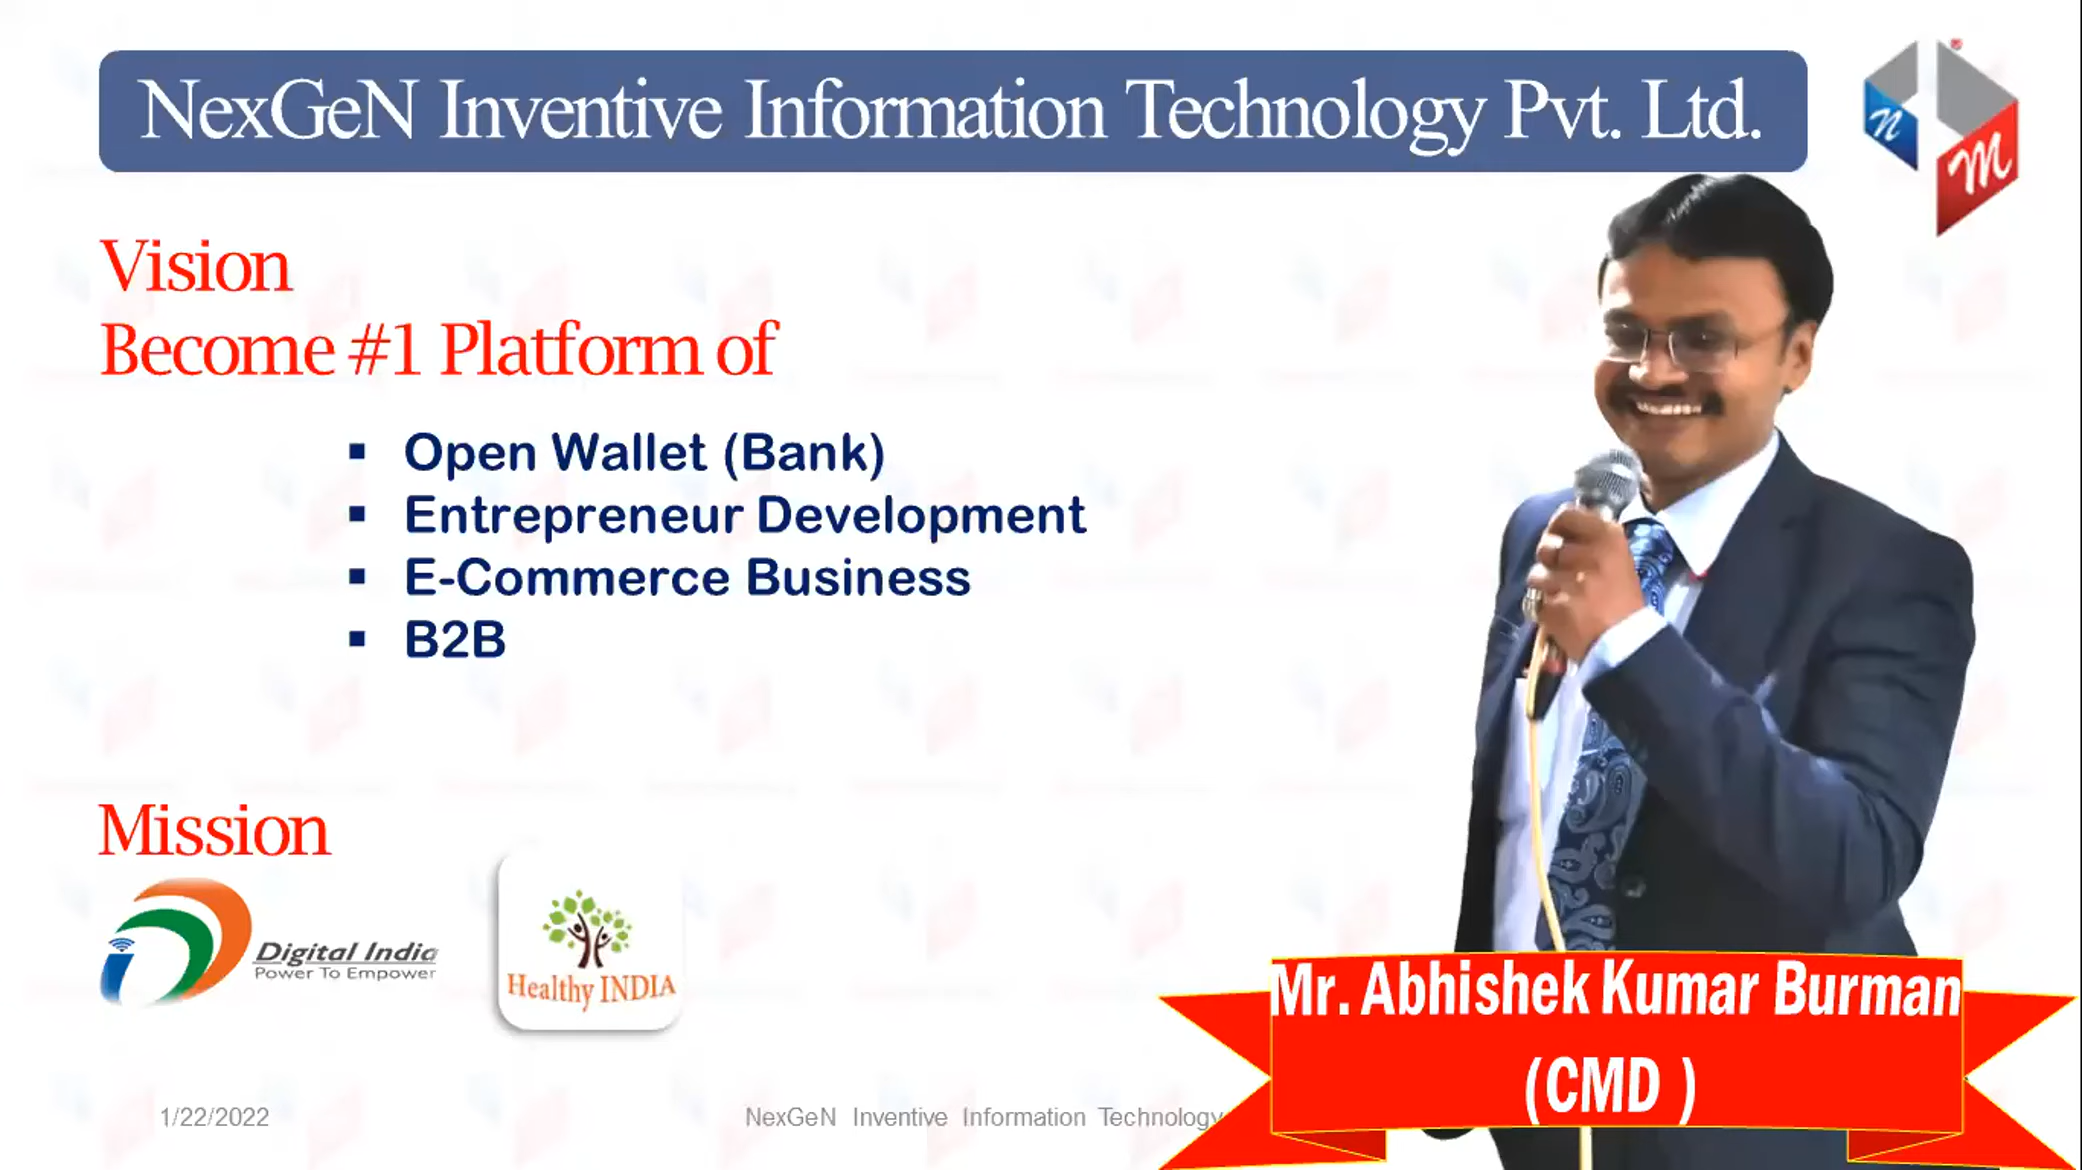 NexGeN Inventive Information Technology Pvt. Ltd.
n
m
Vision
Become #1 Platform of
Open Wallet (Bank)
Entrepreneur Development
E-Commerce Business
B2B
Mission
Digital India
Power To Empower
Healthy INDIA
Mr. Abhishek Kumar Burman
(CMD )
1/22/2022
NexGeN Inventive Information Technology